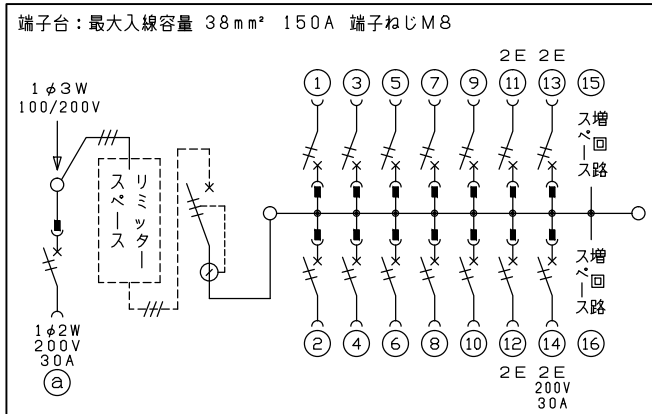 端子台:最大入線容量 38mm² 150A 端子ねじM8
2E 2E
1 3 5 7 9 11 13 15
1φ3W
100/200V
増回路
スペース
リミッター
スペース
増回路
スペース
1φ2W
200V
30A
a
2 4 6 8 10 12 14 16
2E 2E
200V
30A